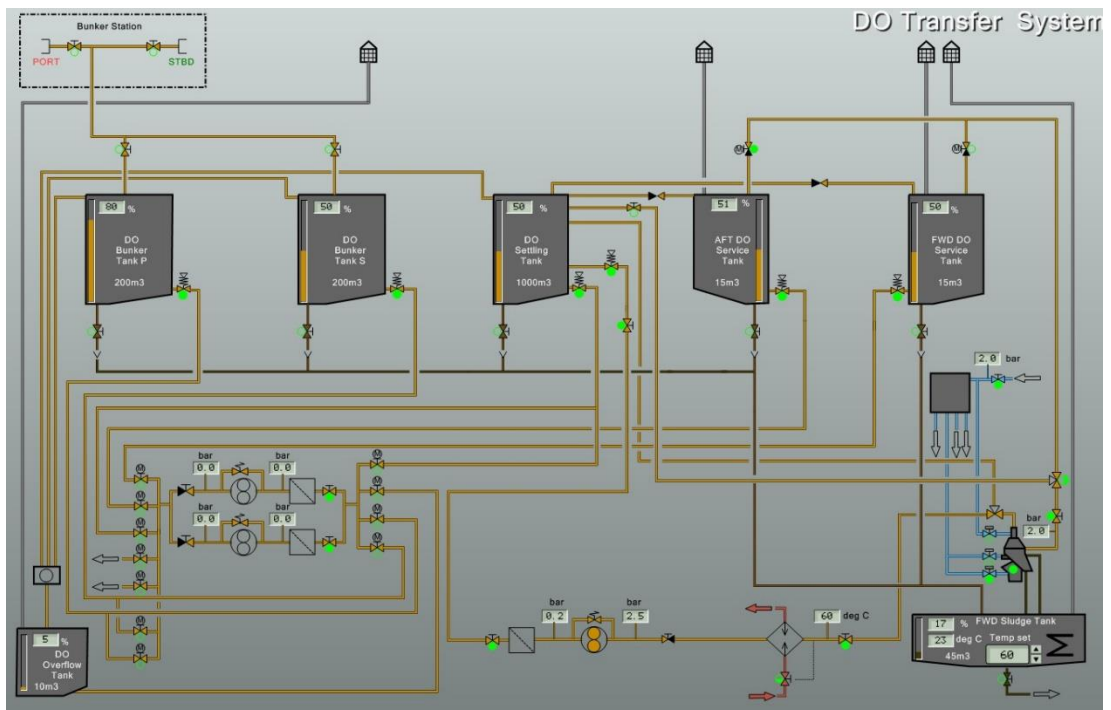 DO Transfer System
Bunker Station
PORT
STBD
80 %
DO
Bunker
Tank P
200m3
50 %
DO
Bunker
Tank S
200m3
50 %
DO
Settling
Tank
1000m3
51 %
AFT DO
Service
Tank
15m3
50 %
FWD DO
Service
Tank
15m3
2.0 bar
M
M
bar
0.0
bar
0.0
bar
0.0
0.0
M
M
M
M
M
M
M
M
M
M
M
bar
2.0
bar
0.2
bar
2.5
60 deg C
5 %
DO
Overflow
Tank
10m3
17 % FWD Sludge Tank
23 deg C Temp set
45m3 60
M